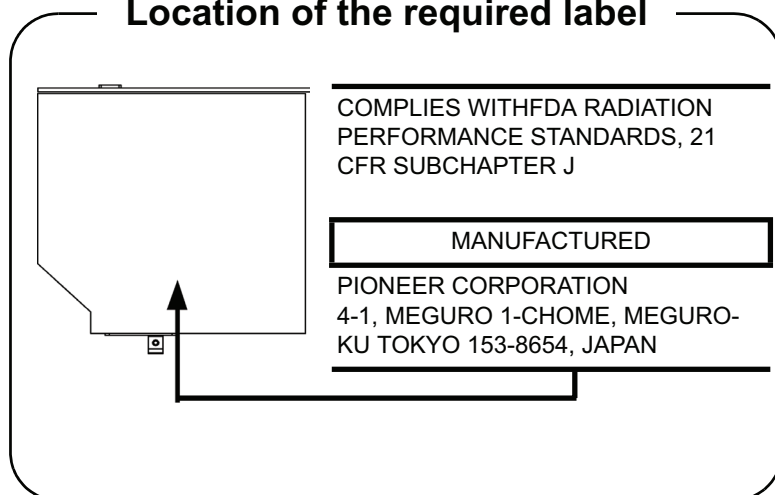 Location of the required label
COMPLIES WITHFDA RADIATION
PERFORMANCE STANDARDS, 21
CFR SUBCHAPTER J
MANUFACTURED
PIONEER CORPORATION
4-1, MEGURO 1-CHOME, MEGURO-
KU TOKYO 153-8654, JAPAN